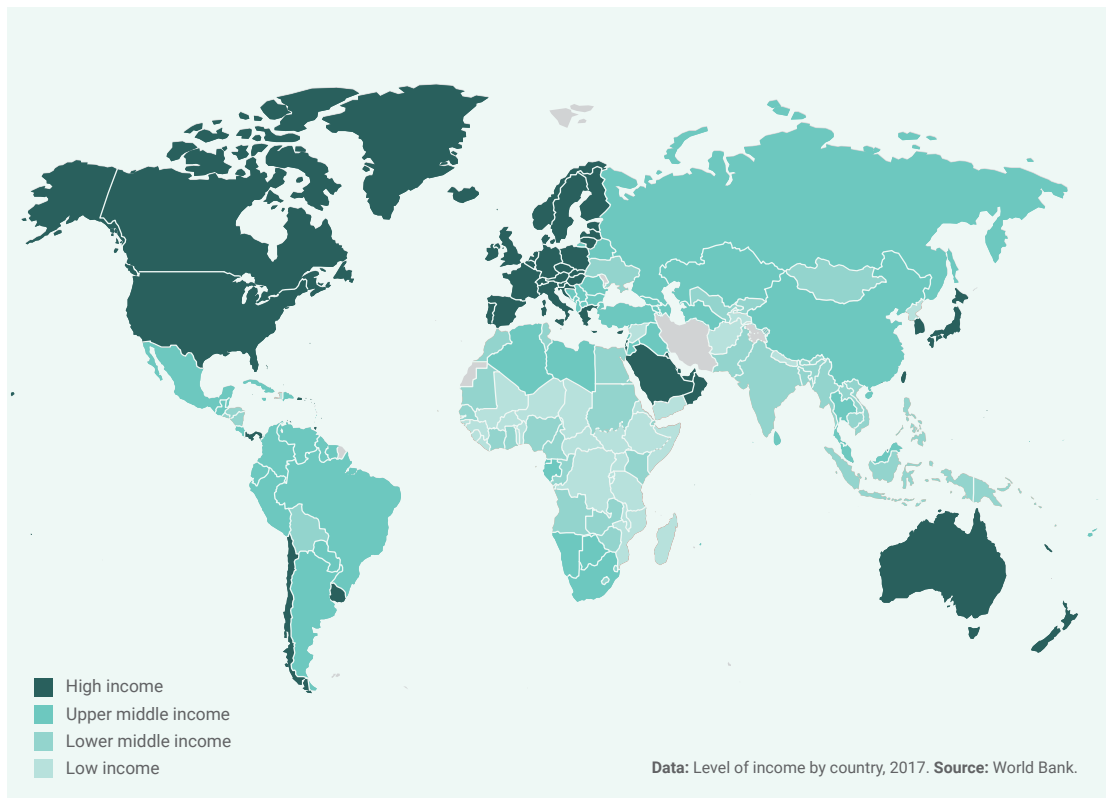 High income
Upper middle income
Lower middle income
Low income
Data: Level of income by country, 2017. Source: World Bank.